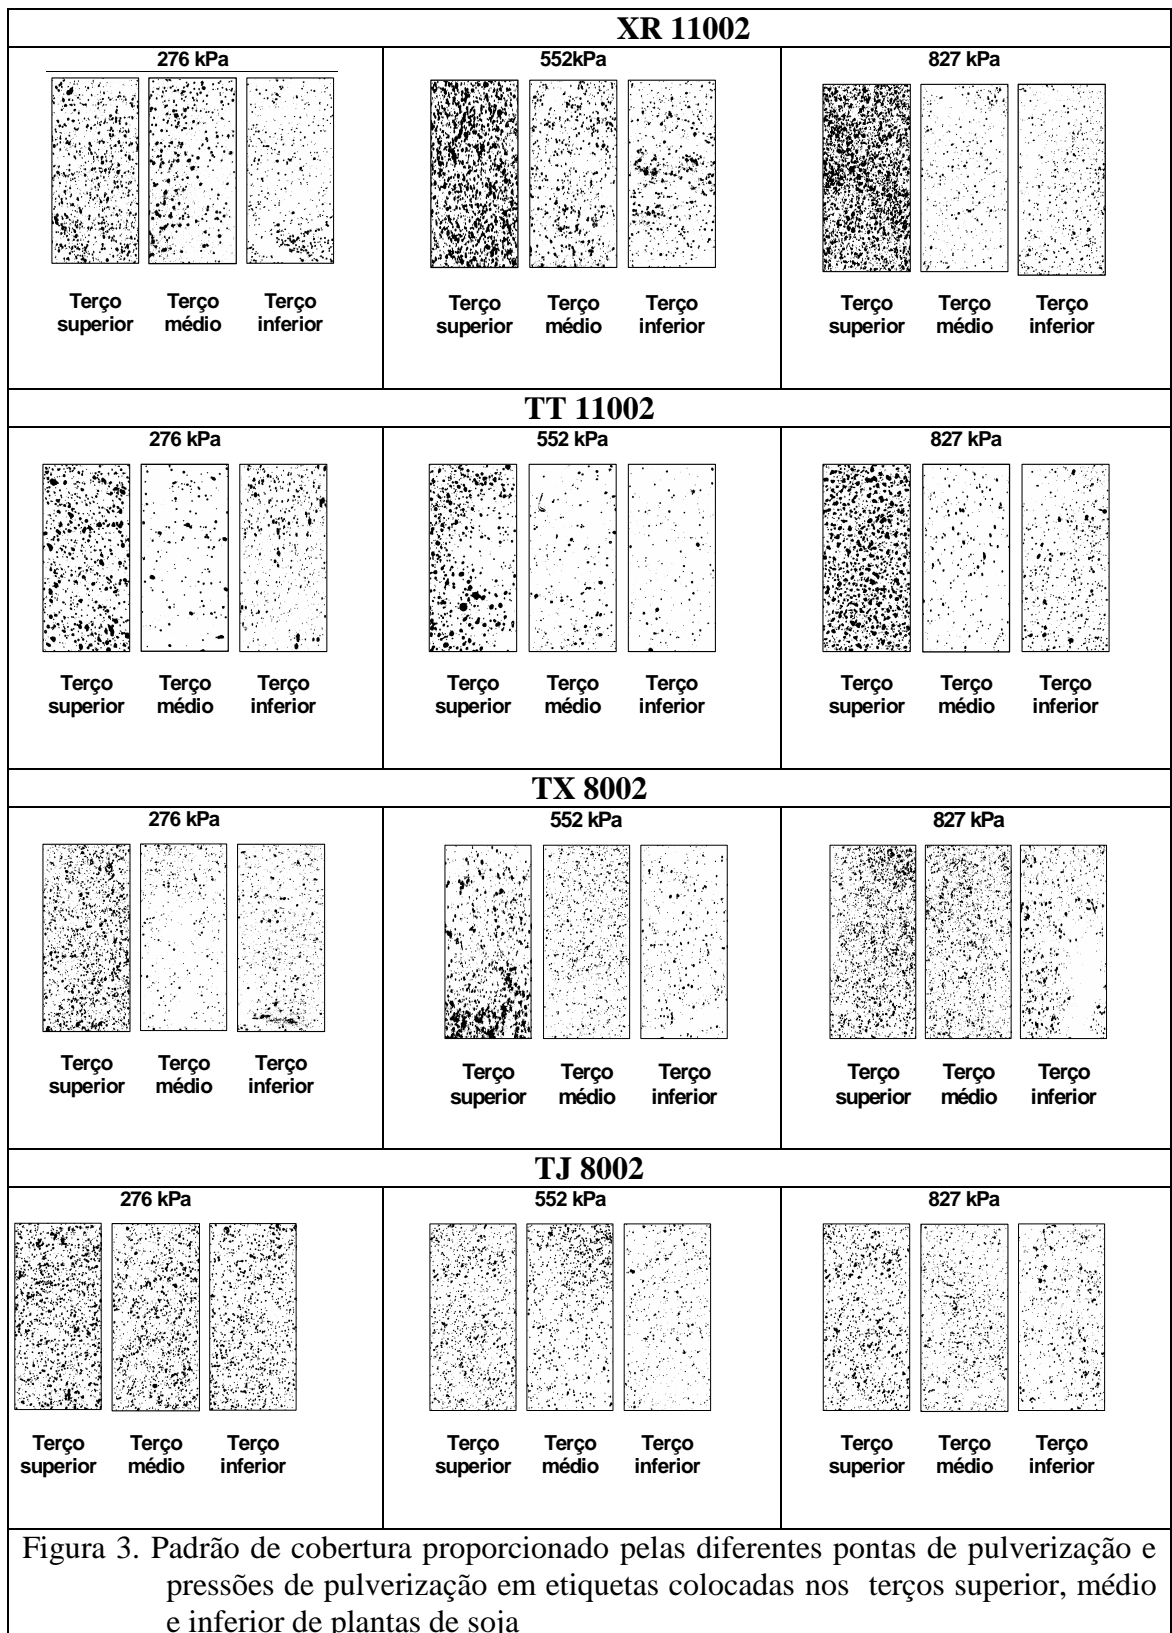 XR 11002
276 kPa
552kPa
827 kPa
Terço Terço Terço
superior médio inferior
Terço Terço Terço
superior médio inferior
Terço Terço Terço
superior médio inferior
TT 11002
276 kPa
552 kPa
827 kPa
Terço Terço Terço
superior médio inferior
Terço Terço Terço
superior médio inferior
Terço Terço Terço
superior médio inferior
TX 8002
276 kPa
552 kPa
827 kPa
Terço Terço Terço
superior médio inferior
Terço Terço Terço
superior médio inferior
Terço Terço Terço
superior médio inferior
TJ 8002
276 kPa
552 kPa
827 kPa
Terço Terço Terço
superior médio inferior
Terço Terço Terço
superior médio inferior
Terço Terço Terço
superior médio inferior
Figura 3. Padrão de cobertura proporcionado pelas diferentes pontas de pulverização e
pressões de pulverização em etiquetas colocadas nos terços superior, médio
e inferior de plantas de soja